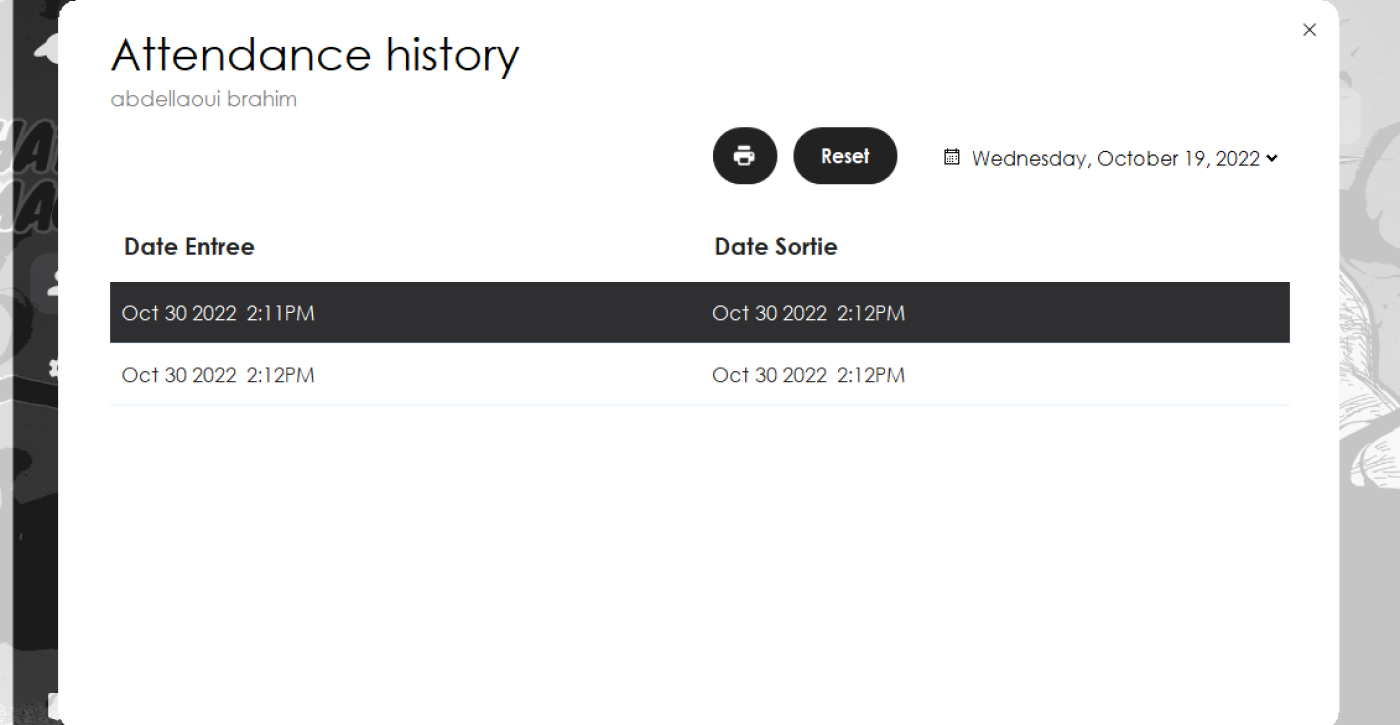 Attendance history
abdellaoui brahim
Reset Wednesday, October 19, 2022
Date Entree Date Sortie
Oct 30 2022 2:11PM Oct 30 2022 2:12PM
Oct 30 2022 2:12PM Oct 30 2022 2:12PM